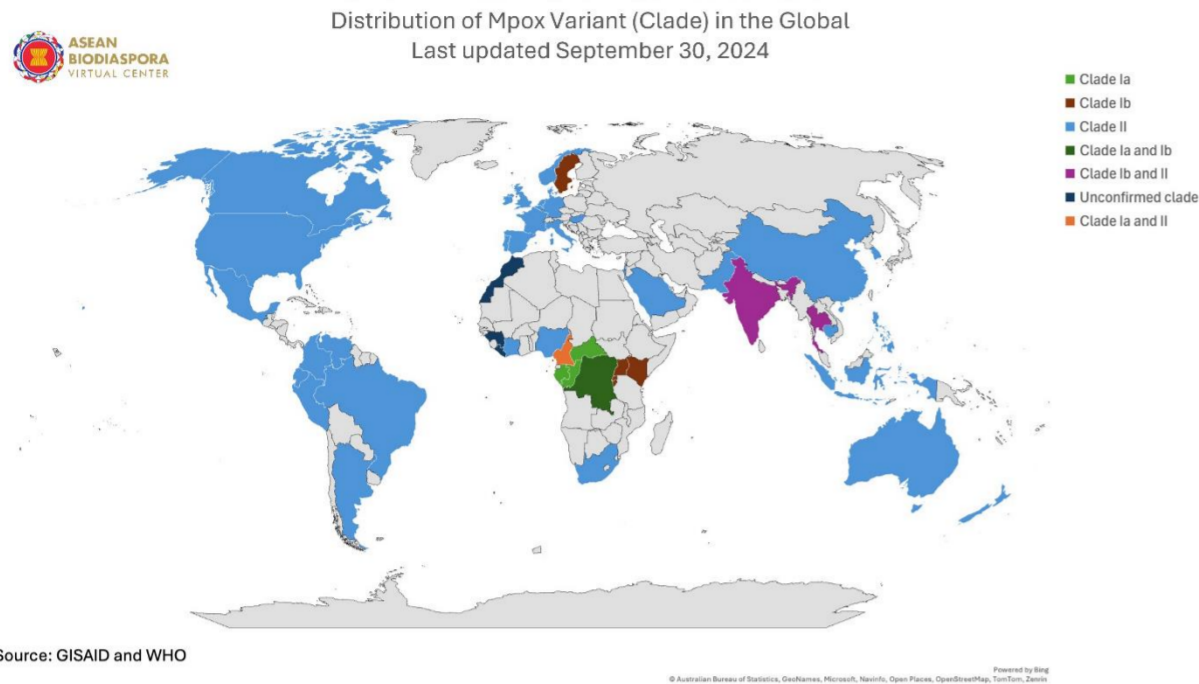 Distribution of Mpox Variant (Clade) in the Global
Last updated September 30, 2024
ASEAN
BIODIASPORA
VIRTUAL CENTER
Clade Ia
Clade Ib
Clade II
Clade Ia and Ib
Clade Ib and II
Unconfirmed clade
Clade Ia and II
Source: GISAID and WHO
Powered by Bing
© Australian Bureau of Statistics, GeoNames, Microsoft, Navinfo, Open Places, OpenStreetMap, TomTom, Zenrin